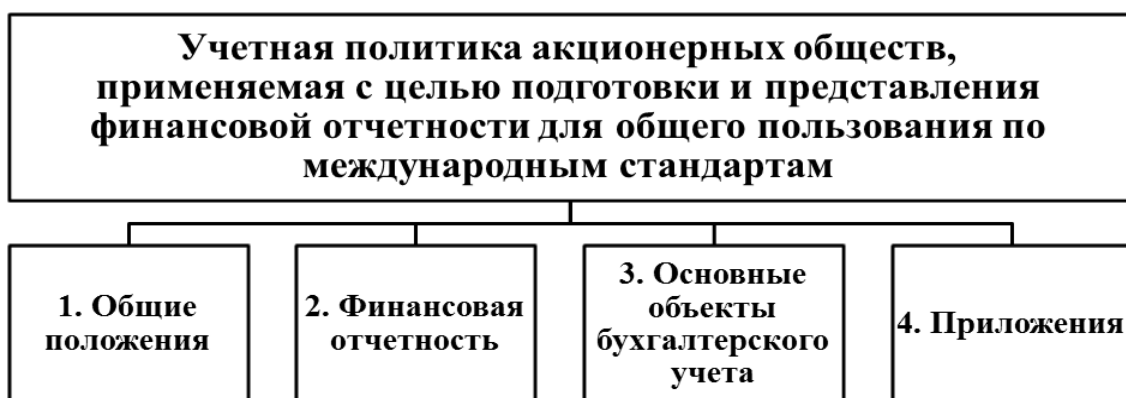 Учетная политика акционерных обществ,
применяемая с целью подготовки и представления
финансовой отчетности для общего пользования по
международным стандартам
1. Общие
положения
2. Финансовая
отчетность
3. Основные
объекты
бухгалтерского
учета
4. Приложения